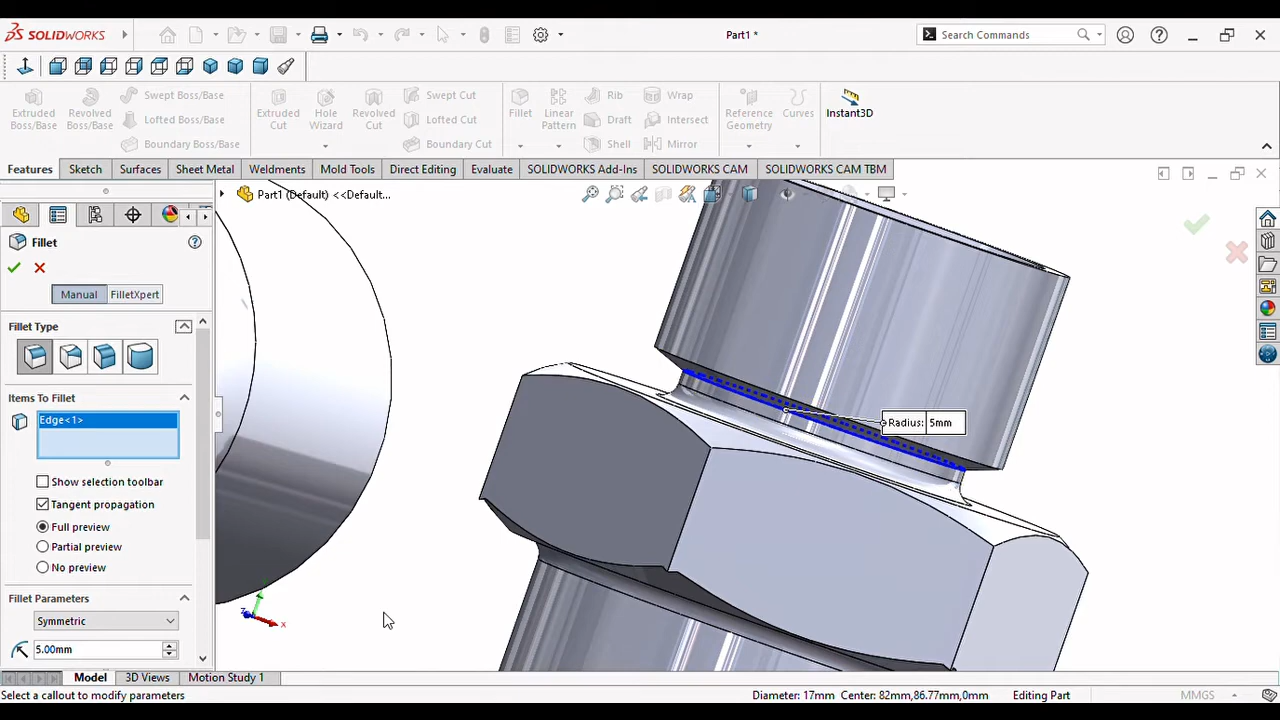 SOLIDWORKS
Part1 *
Search Commands
Extruded Boss/Base
Revolved Boss/Base
Swept Boss/Base
Lofted Boss/Base
Boundary Boss/Base
Extruded Cut
Hole Wizard
Revolved Cut
Swept Cut
Lofted Cut
Boundary Cut
Fillet
Linear Pattern
Rib
Draft
Shell
Wrap
Intersect
Mirror
Reference Geometry
Curves
Instant3D
Features
Sketch
Surfaces
Sheet Metal
Weldments
Mold Tools
Direct Editing
Evaluate
SOLIDWORKS Add-Ins
SOLIDWORKS CAM
SOLIDWORKS CAM TBM
Part1 (Default) <<Default...
Fillet
Manual
FilletXpert
Fillet Type
Items To Fillet
Edge<1>
Show selection toolbar
Tangent propagation
Full preview
Partial preview
No preview
Fillet Parameters
Symmetric
5.00mm
Radius: 5mm
z
x
Model
3D Views
Motion Study 1
Select a callout to modify parameters
Diameter: 17mm Center: 82mm,86.77mm,0mm
Editing Part
MMGS